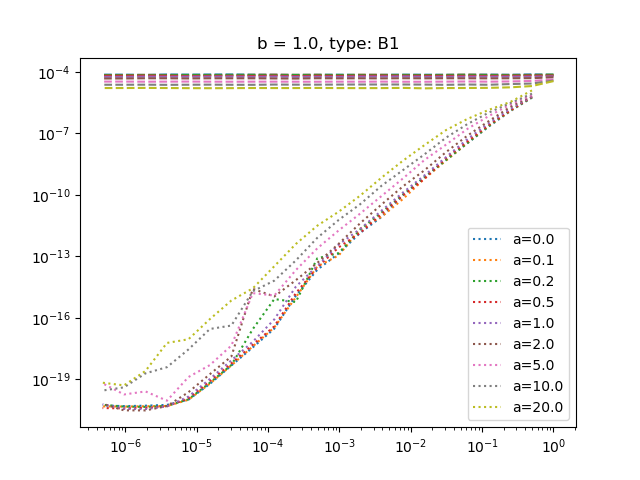 b = 1.0, type: B1
10⁻⁴
10⁻⁷
10⁻¹⁰
10⁻¹³
10⁻¹⁶
10⁻¹⁹
a=0.0
a=0.1
a=0.2
a=0.5
a=1.0
a=2.0
a=5.0
a=10.0
a=20.0
10⁻⁶ 10⁻⁵ 10⁻⁴ 10⁻³ 10⁻² 10⁻¹ 10⁰